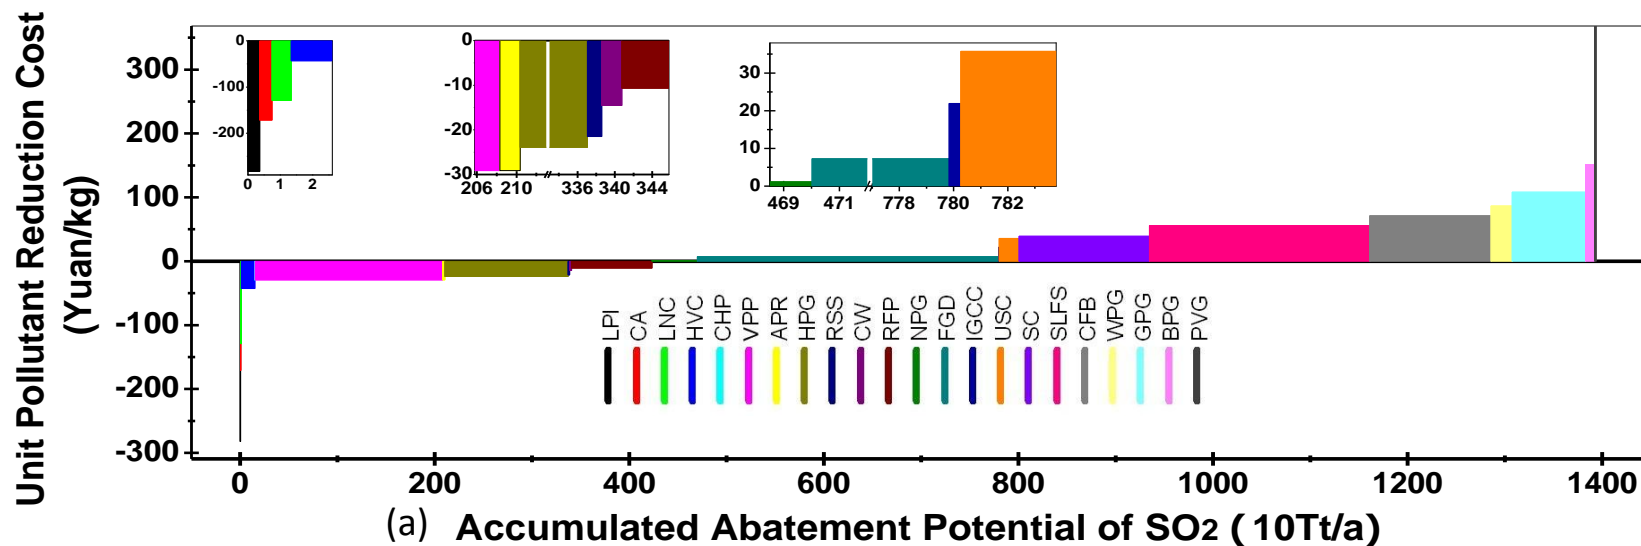 Unit Pollutant Reduction Cost
(Yuan/kg)
300
200
100
0
-100
-200
-300
0
-100
-200
0 1 2
0
-10
-20
-30
206 210 336 340 344
30
20
10
0
469 471 778 780 782
LPI
CA
LNC
HVC
CHP
VPP
APR
HPG
RSS
CW
RFP
NPG
FGD
IGCC
USC
SC
SLFS
CFB
WPG
GPG
BPG
PVG
0 200 400 600 800 1000 1200 1400
(a) Accumulated Abatement Potential of SO2 (10Tt/a)